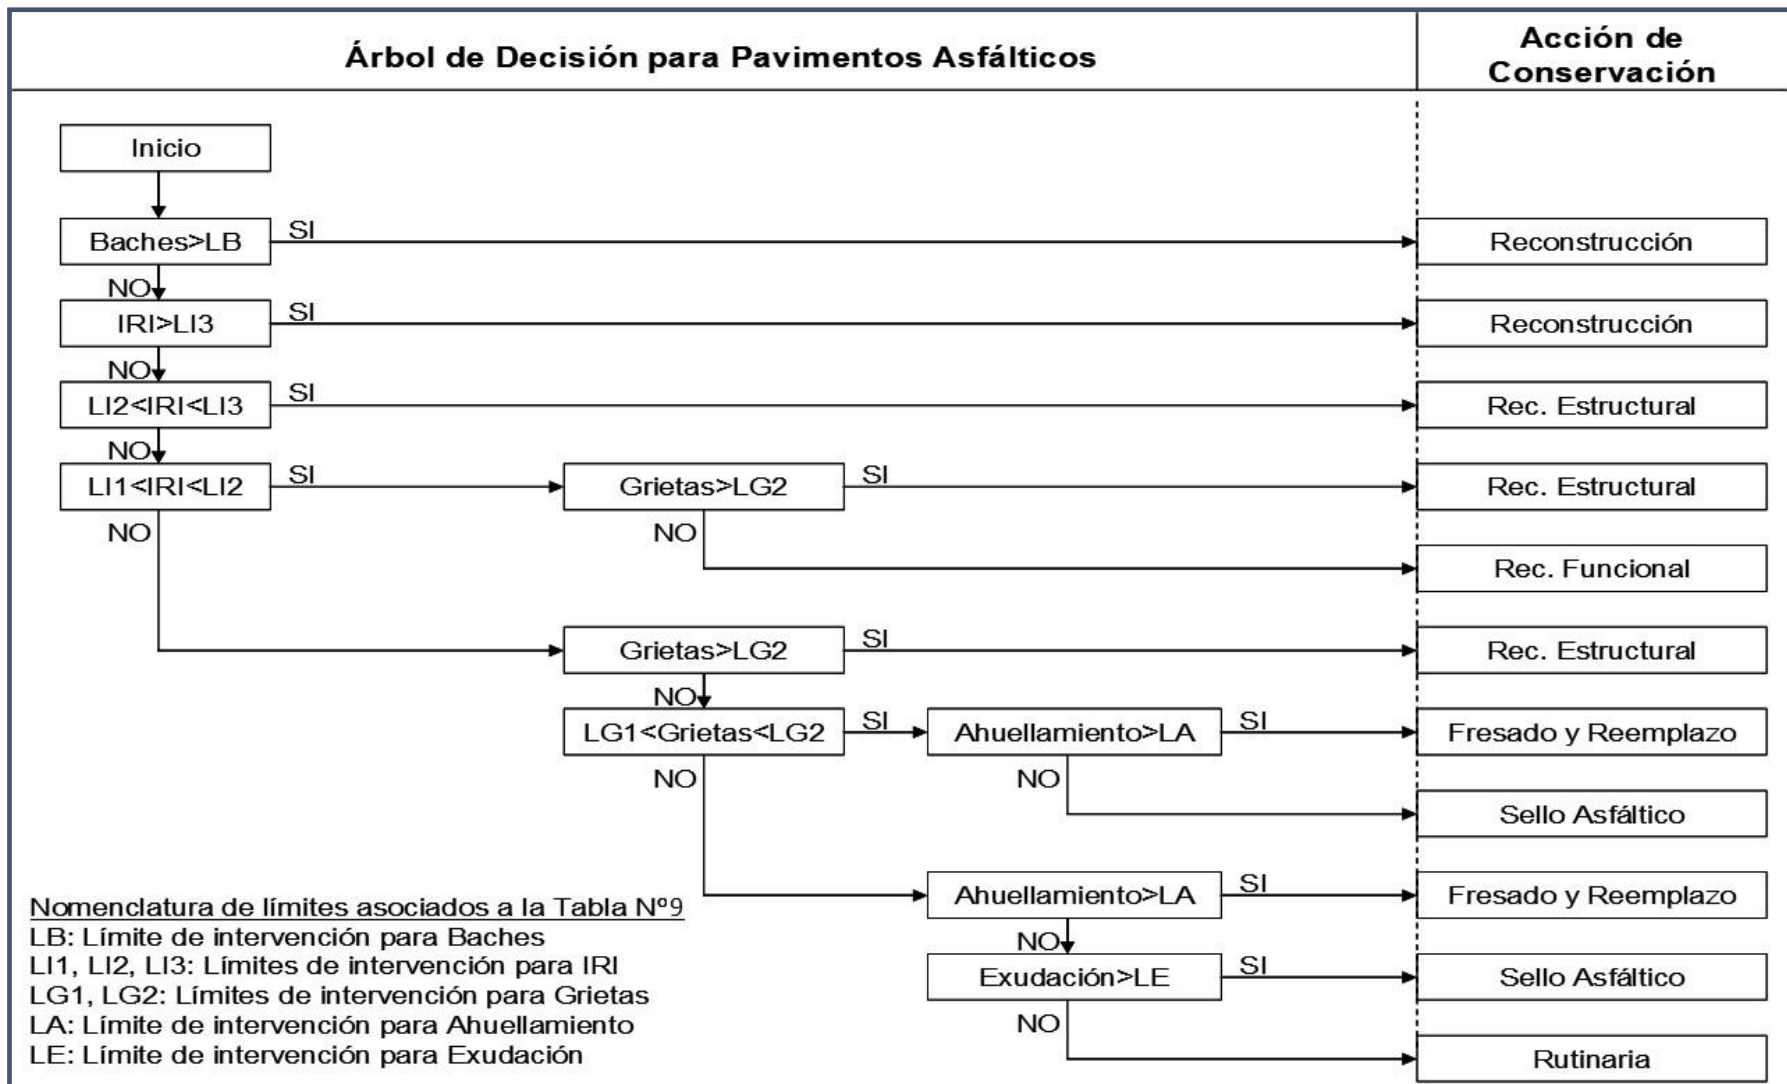 Árbol de Decisión para Pavimentos Asfálticos
Acción de
Conservación
Inicio
Baches>LB
SI
Reconstrucción
NO
IRI>LI3
SI
Reconstrucción
NO
LI2<IRI<LI3
SI
Rec. Estructural
NO
LI1<IRI<LI2
SI
Grietas>LG2
SI
Rec. Estructural
NO
NO
Rec. Funcional
Grietas>LG2
SI
Rec. Estructural
NO
LG1<Grietas<LG2
SI
Ahuellamiento>LA
SI
Fresado y Reemplazo
NO
NO
Sello Asfáltico
Ahuellamiento>LA
SI
Fresado y Reemplazo
NO
Exudación>LE
SI
Sello Asfáltico
NO
Rutinaria
Nomenclatura de límites asociados a la Tabla Nº9
LB: Límite de intervención para Baches
LI1, LI2, LI3: Límites de intervención para IRI
LG1, LG2: Límites de intervención para Grietas
LA: Límite de intervención para Ahuellamiento
LE: Límite de intervención para Exudación